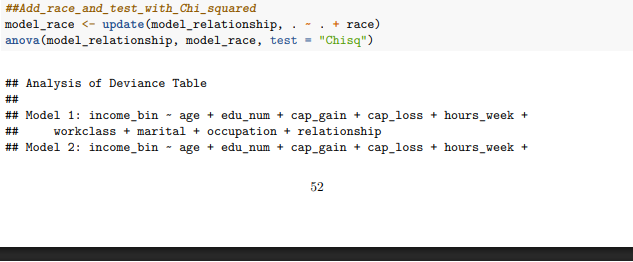 ##Add_race_and_test_with_Chi_squared
model_race <- update(model_relationship, . ~ . + race)
anova(model_relationship, model_race, test = "Chisq")
## Analysis of Deviance Table
##
## Model 1: income_bin ~ age + edu_num + cap_gain + cap_loss + hours_week +
##     workclass + marital + occupation + relationship
## Model 2: income_bin ~ age + edu_num + cap_gain + cap_loss + hours_week +
52